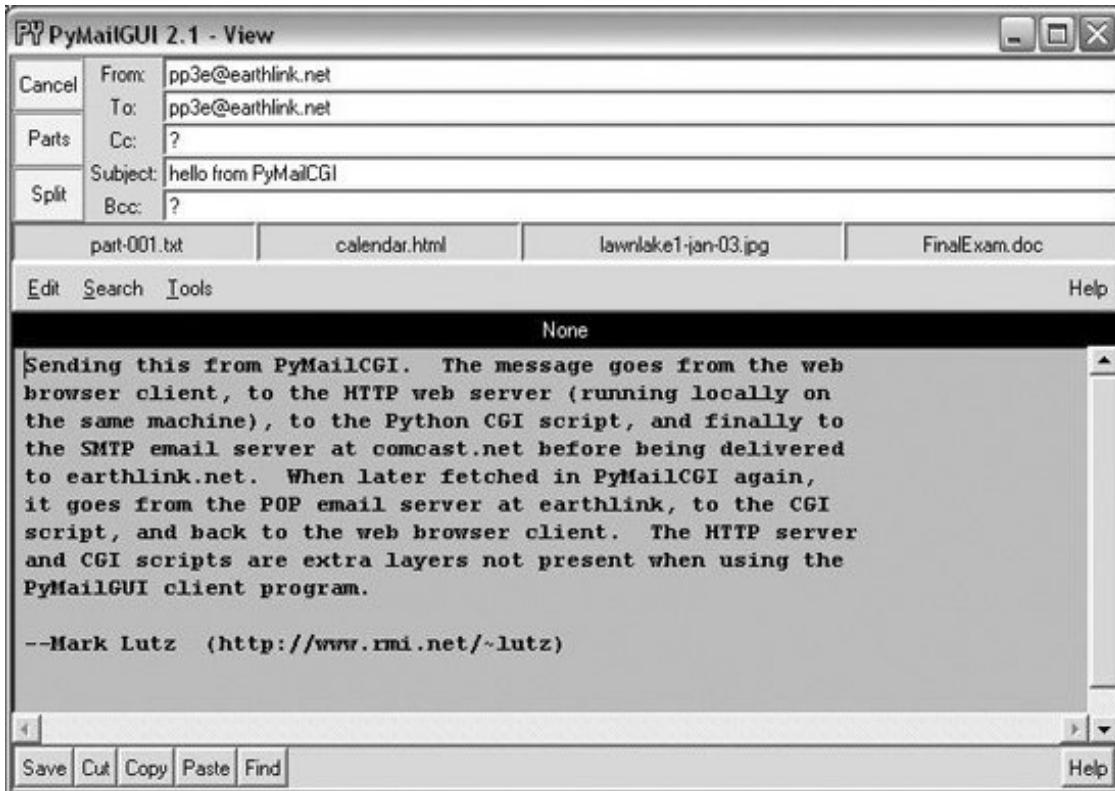 PY PyMailGUI 2.1 - View
Cancel
Parts
Split
From: pp3e@earthlink.net
To: pp3e@earthlink.net
Cc: ?
Subject: hello from PyMailCGI
Bcc: ?
part-001.txt calendar.html lawnlake1-jan-03.jpg FinalExam.doc
Edit Search Tools Help
None
Sending this from PyMailCGI.  The message goes from the web
browser client, to the HTTP web server (running locally on
the same machine), to the Python CGI script, and finally to
the SMTP email server at comcast.net before being delivered
to earthlink.net.  When later fetched in PyMailCGI again,
it goes from the POP email server at earthlink, to the CGI
script, and back to the web browser client.  The HTTP server
and CGI scripts are extra layers not present when using the
PyMailGUI client program.
--Mark Lutz  (http://www.rmi.net/~lutz)
Save Cut Copy Paste Find Help